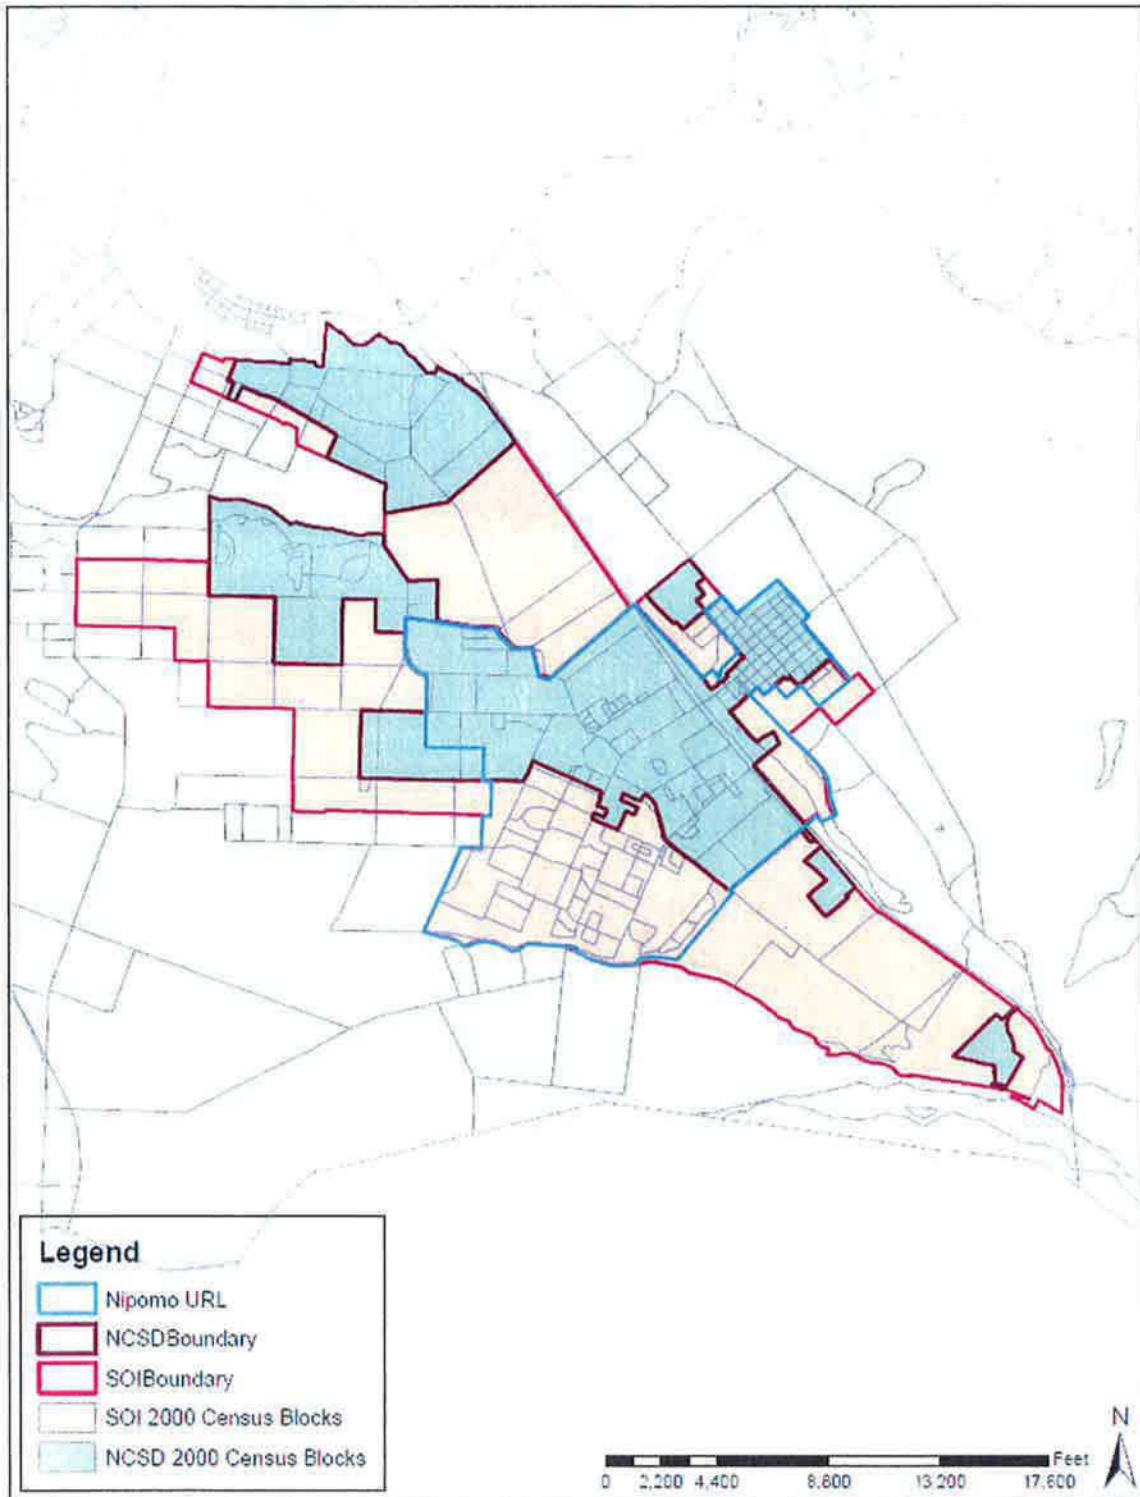 Legend
Nipomo URL
NCSDBoundary
SOIBoundary
SOI 2000 Census Blocks
NCSD 2000 Census Blocks
N
Feet
0 2,200 4,400 8,800 13,200 17,600